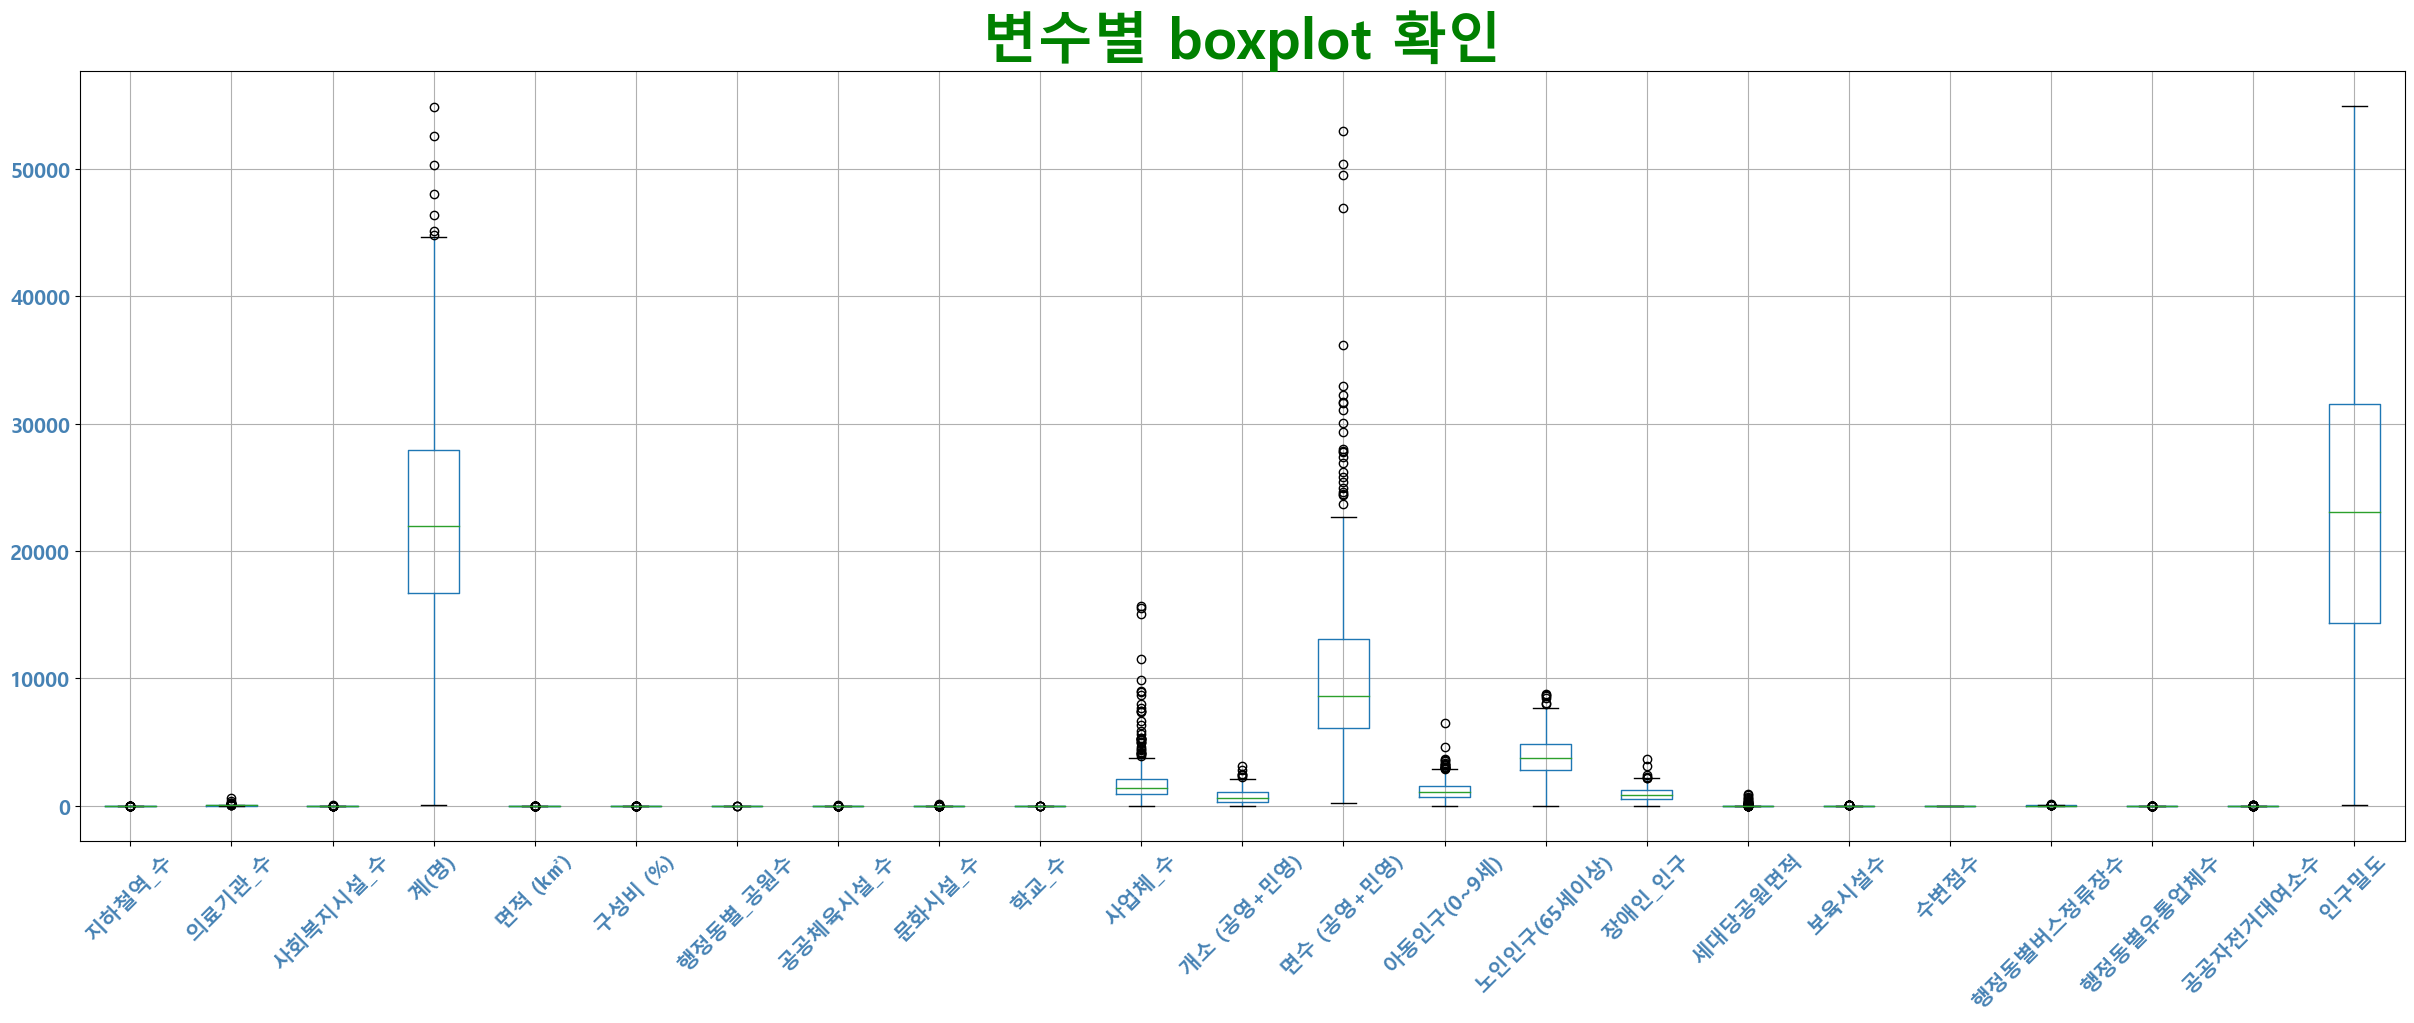 변수별 boxplot 확인
50000
40000
30000
20000
10000
0
지하철역_수
의료기관_수
사회복지시설_수
계(명)
면적 (k㎡)
구성비 (%)
행정동별_공원수
공공체육시설_수
문화시설_수
학교_수
사업체_수
개소 (공영+민영)
면수 (공영+민영)
아동인구(0~9세)
노인인구(65세이상)
장애인_인구
세대당공원면적
보육시설수
수변점수
행정동별버스정류장수
행정동별유통업체수
공공자전거대여소수
인구밀도